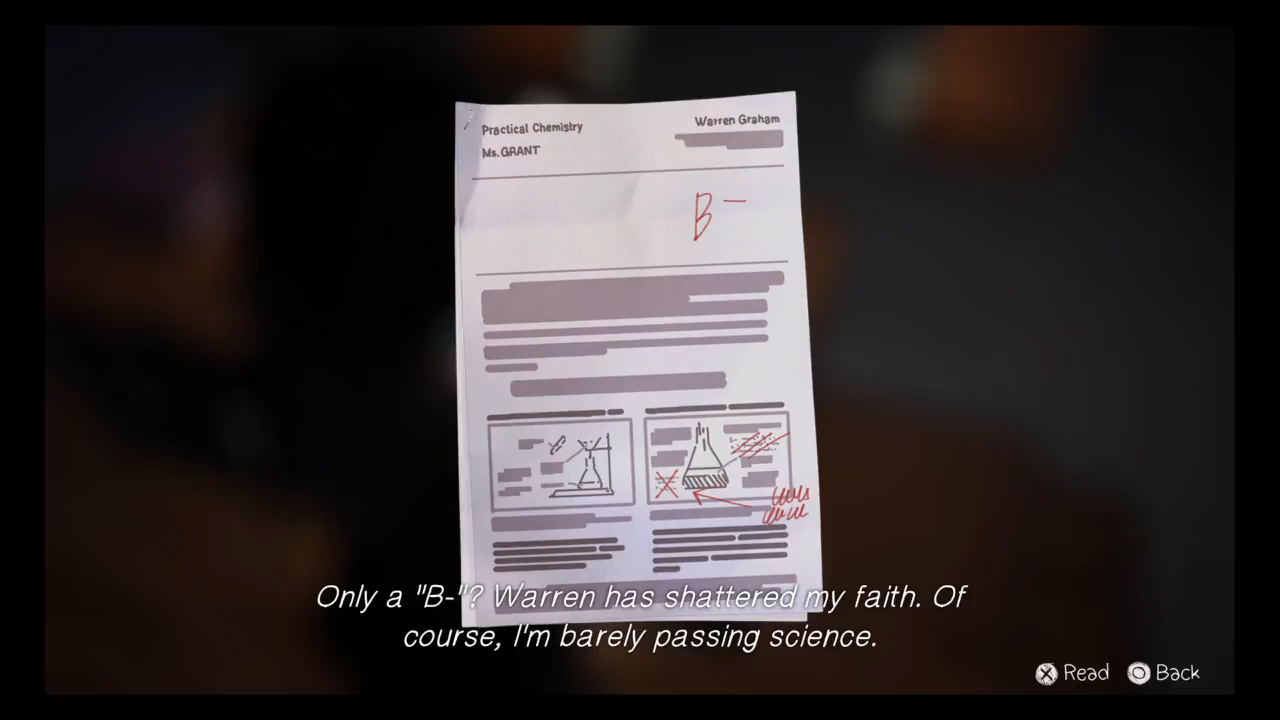 Practical Chemistry
Warren Graham
Ms. GRANT
B-
Only a "B-"? Warren has shattered my faith. Of
course, I'm barely passing science.
Read
Back